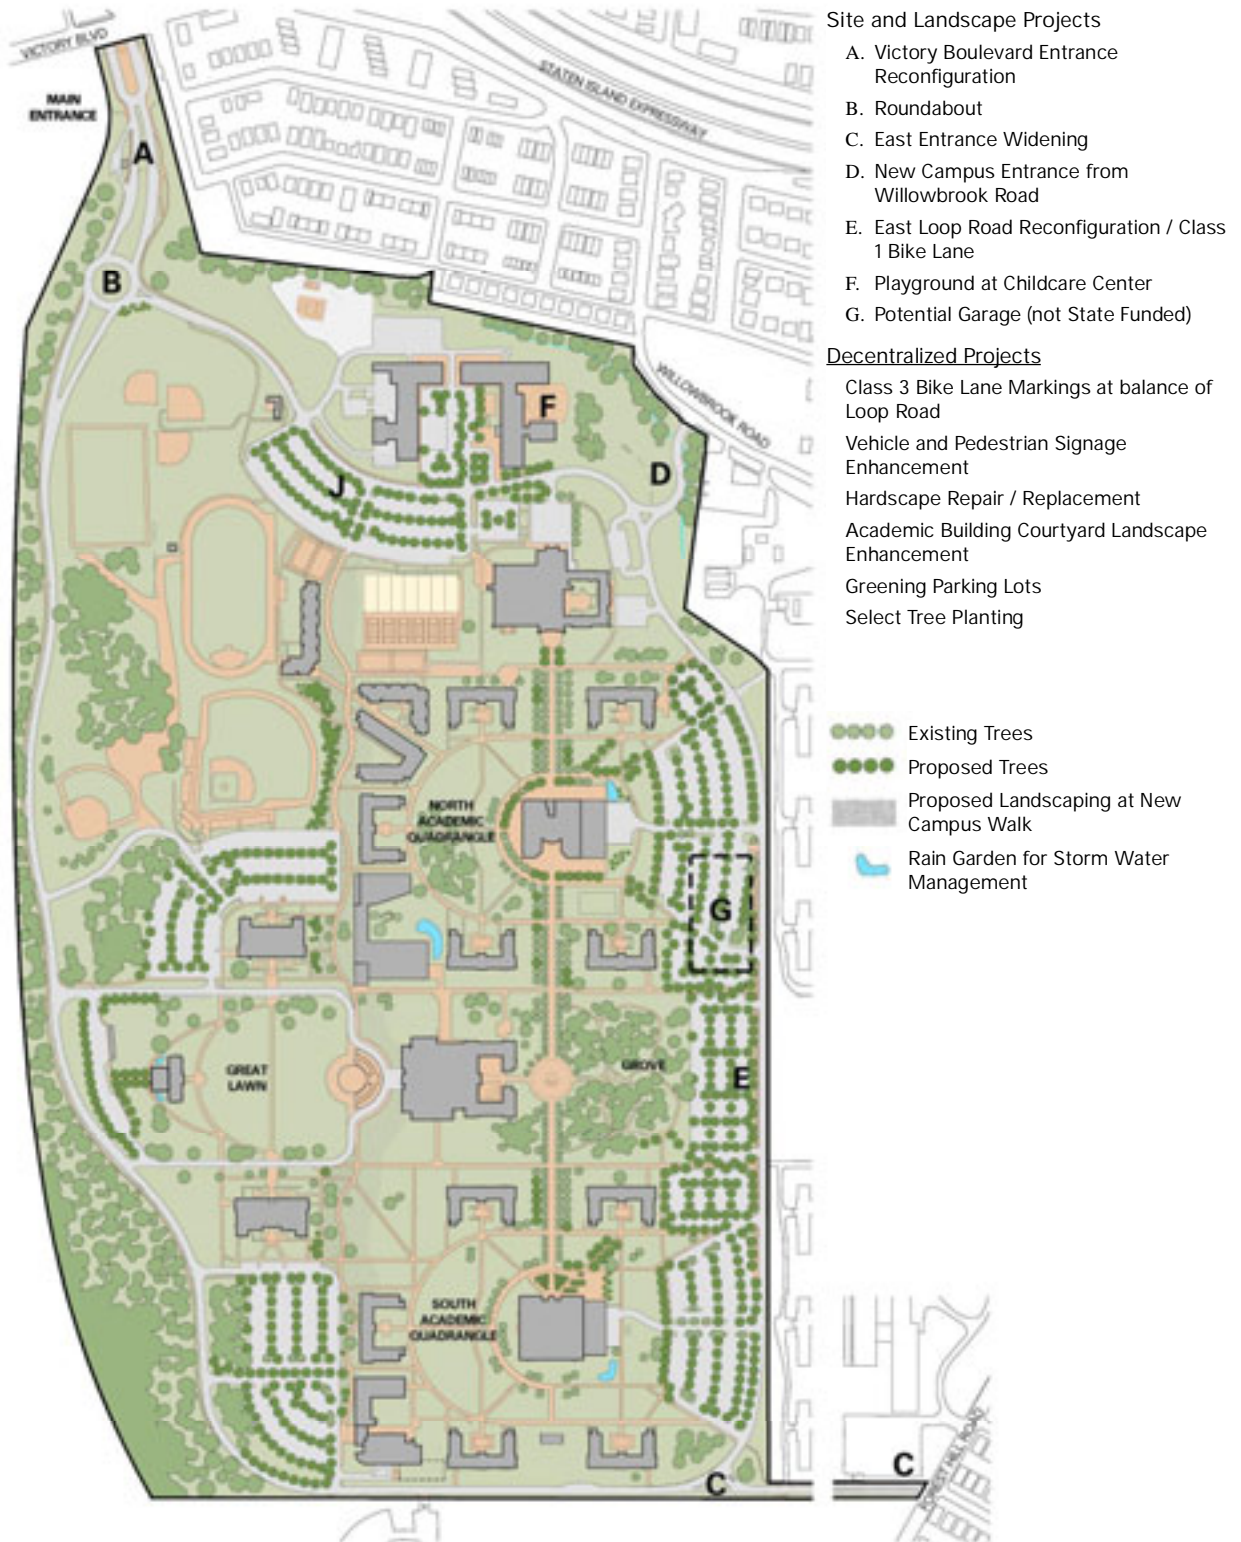 VICTORY BLVD
MAIN
ENTRANCE
STATEN ISLAND EXPRESSWAY
A
B
WILLOWBROOK ROAD
F
D
J
NORTH
ACADEMIC
QUADRANGLE
G
GREAT
LAWN
GROVE
E
SOUTH
ACADEMIC
QUADRANGLE
C
C
FOREST HILL ROAD
Site and Landscape Projects
A. Victory Boulevard Entrance
Reconfiguration
B. Roundabout
C. East Entrance Widening
D. New Campus Entrance from
Willowbrook Road
E. East Loop Road Reconfiguration / Class
1 Bike Lane
F. Playground at Childcare Center
G. Potential Garage (not State Funded)
Decentralized Projects
Class 3 Bike Lane Markings at balance of
Loop Road
Vehicle and Pedestrian Signage
Enhancement
Hardscape Repair / Replacement
Academic Building Courtyard Landscape
Enhancement
Greening Parking Lots
Select Tree Planting
Existing Trees
Proposed Trees
Proposed Landscaping at New
Campus Walk
Rain Garden for Storm Water
Management